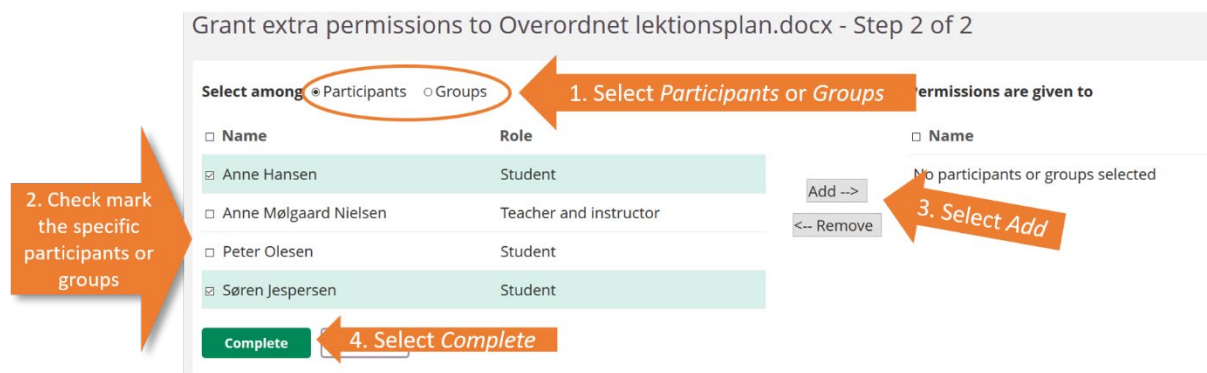 Grant extra permissions to Overordnet lektionsplan.docx - Step 2 of 2
Select among Participants Groups
1. Select Participants or Groups
Permissions are given to
Name Role
Name
Anne Hansen Student
No participants or groups selected
Add -->
3. Select Add
2. Check mark
the specific
participants or
groups
Anne Mølgaard Nielsen Teacher and instructor
<-- Remove
Peter Olesen Student
Søren Jespersen Student
Complete
4. Select Complete